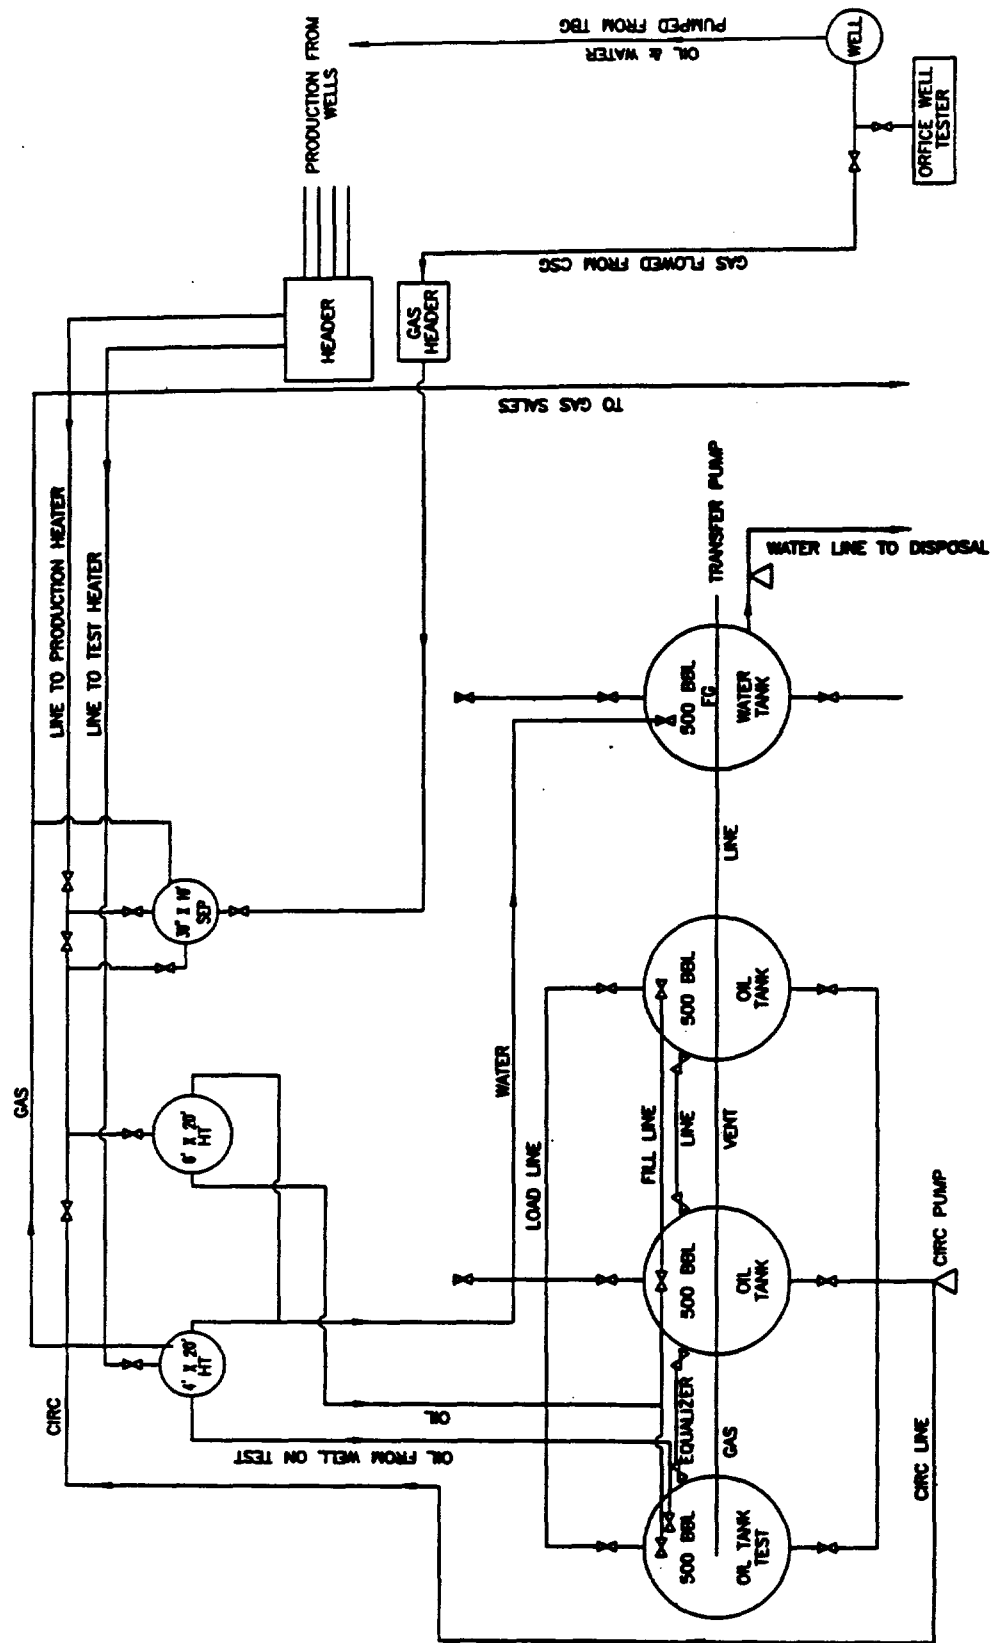 GAS
LINE TO PRODUCTION HEATER
LINE TO TEST HEATER
CIRC
4' X 20'
HT
6' X 20'
HT
30" X 10'
SEP
HEADER
PRODUCTION FROM
WELLS
GAS
HEADER
OIL & WATER
PUMPED FROM TBG
WELL
ORFICE WELL
TESTER
GAS FLOWED FROM CSG
TO GAS SALES
OIL FROM WELL ON TEST
OIL
WATER
LOAD LINE
FILL LINE
EQUALIZER
LINE
GAS
VENT
LINE
TRANSFER PUMP
500 BBL
OIL TANK
TEST
500 BBL
OIL
TANK
500 BBL
OIL
TANK
500 BBL
FG
WATER
TANK
WATER LINE TO DISPOSAL
CIRC LINE
CIRC PUMP